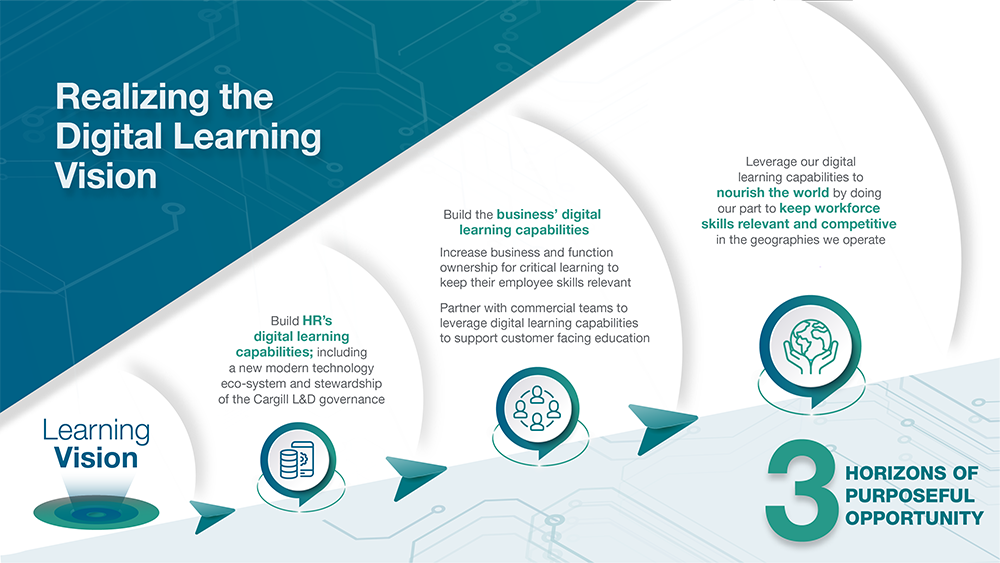 Realizing the
Digital Learning
Vision
Learning
Vision
Build HR's
digital learning
capabilities; including
a new modern technology
eco-system and stewardship
of the Cargill L&D governance
Build the business' digital
learning capabilities
Increase business and function
ownership for critical learning to
keep their employee skills relevant
Partner with commercial teams to
leverage digital learning capabilities
to support customer facing education
Leverage our digital
learning capabilities to
nourish the world by doing
our part to keep workforce
skills relevant and competitive
in the geographies we operate
3
HORIZONS OF
PURPOSEFUL
OPPORTUNITY